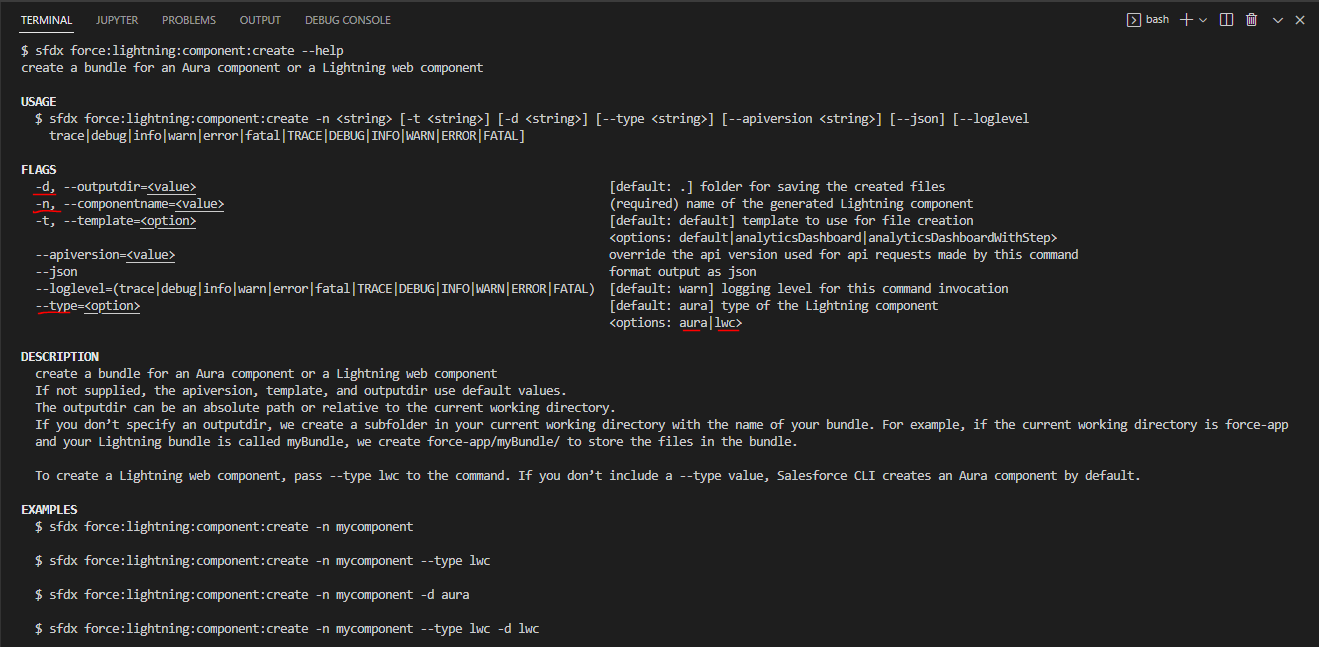 TERMINAL JUPYTER PROBLEMS OUTPUT DEBUG CONSOLE bash
$ sfdx force:lightning:component:create --help
create a bundle for an Aura component or a Lightning web component
USAGE
$ sfdx force:lightning:component:create -n <string> [-t <string>] [-d <string>] [--type <string>] [--apiversion <string>] [--json] [--loglevel
trace|debug|info|warn|error|fatal|TRACE|DEBUG|INFO|WARN|ERROR|FATAL]
FLAGS
-d, --outputdir=<value> [default: .] folder for saving the created files
-n, --componentname=<value> (required) name of the generated Lightning component
-t, --template=<option> [default: default] template to use for file creation
<options: default|analyticsDashboard|analyticsDashboardWithStep>
--apiversion=<value> override the api version used for api requests made by this command
--json format output as json
--loglevel=(trace|debug|info|warn|error|fatal|TRACE|DEBUG|INFO|WARN|ERROR|FATAL) [default: warn] logging level for this command invocation
--type=<option> [default: aura] type of the Lightning component
<options: aura|lwc>
DESCRIPTION
create a bundle for an Aura component or a Lightning web component
If not supplied, the apiversion, template, and outputdir use default values.
The outputdir can be an absolute path or relative to the current working directory.
If you don’t specify an outputdir, we create a subfolder in your current working directory with the name of your bundle. For example, if the current working directory is force-app
and your Lightning bundle is called myBundle, we create force-app/myBundle/ to store the files in the bundle.
To create a Lightning web component, pass --type lwc to the command. If you don’t include a --type value, Salesforce CLI creates an Aura component by default.
EXAMPLES
$ sfdx force:lightning:component:create -n mycomponent
$ sfdx force:lightning:component:create -n mycomponent --type lwc
$ sfdx force:lightning:component:create -n mycomponent -d aura
$ sfdx force:lightning:component:create -n mycomponent --type lwc -d lwc